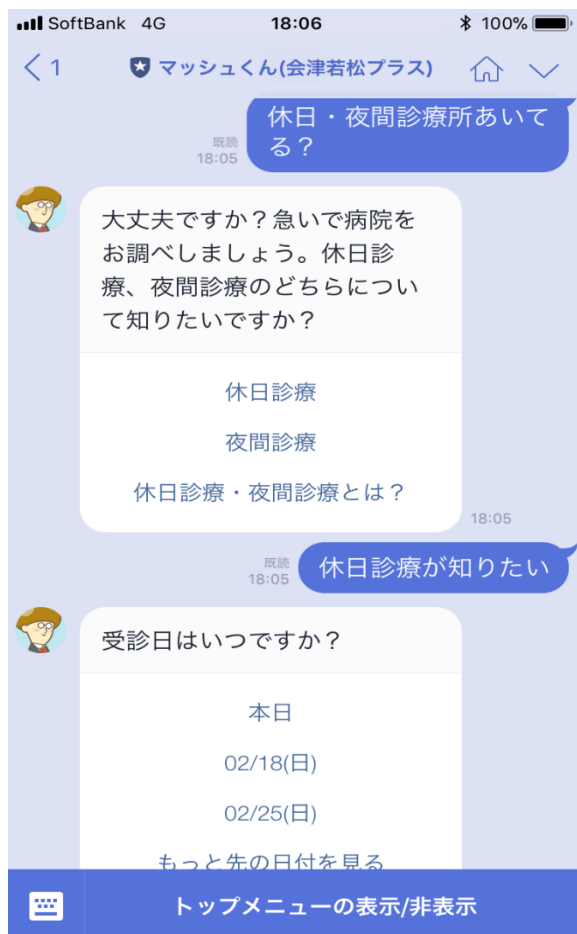 SoftBank 4G 18:06 100%
1 マッシュくん(会津若松プラス)
休日・夜間診療所あいて
る？
既読
18:05
大丈夫ですか？急いで病院を
お調べしましょう。休日診
療、夜間診療のどちらについ
て知りたいですか？
休日診療
夜間診療
休日診療・夜間診療とは？
18:05
休日診療が知りたい
既読
18:05
受診日はいつですか？
本日
02/18(日)
02/25(日)
もっと先の日付を見る
トップメニューの表示/非表示